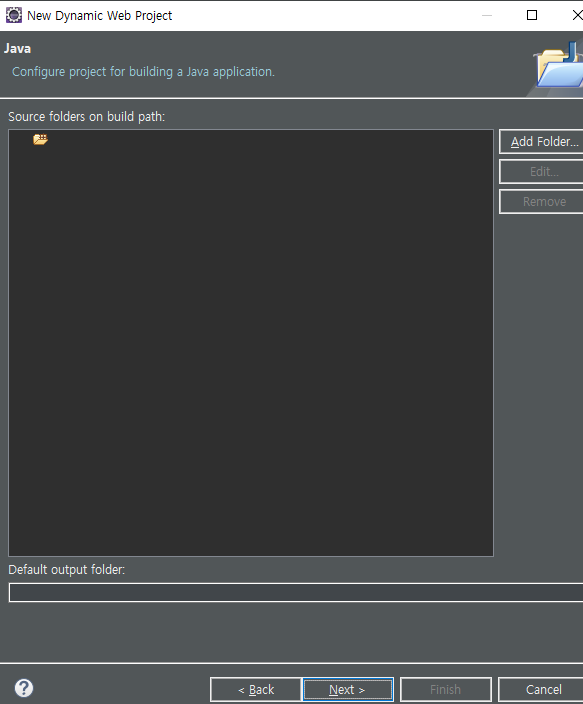 New Dynamic Web Project
Java
Configure project for building a Java application.
Source folders on build path:
Add Folder...
Edit...
Remove
Default output folder:
?
< Back
Next >
Finish
Cancel